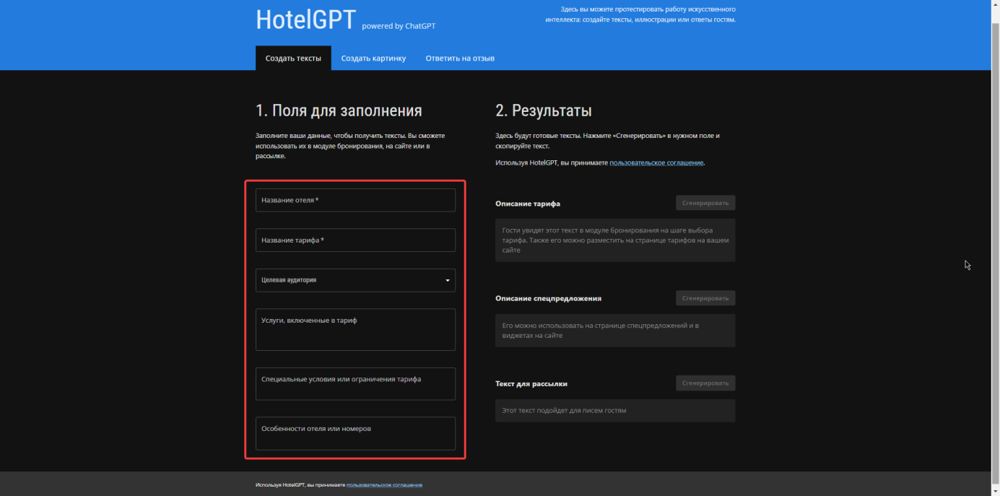 HotelGPT powered by ChatGPT
Здесь вы можете протестировать работу искусственного
интеллекта: создайте тексты, иллюстрации или ответы гостям.
Создать тексты
Создать картинку
Ответить на отзыв
1. Поля для заполнения
Заполните ваши данные, чтобы получить тексты. Вы сможете
использовать их в модуле бронирования, на сайте или в
рассылке.
Название отеля *
Название тарифа *
Целевая аудитория
Услуги, включенные в тариф
Специальные условия или ограничения тарифа
Особенности отеля или номеров
2. Результаты
Здесь будут готовые тексты. Нажмите «Сгенерировать» в нужном поле и
скопируйте текст.
Используя HotelGPT, вы принимаете пользовательское соглашение.
Описание тарифа
Сгенерировать
Гости увидят этот текст в модуле бронирования на шаге выбора
тарифа. Также его можно разместить на странице тарифов на вашем
сайте
Описание спецпредложения
Сгенерировать
Его можно использовать на странице спецпредложений и в
виджетах на сайте
Текст для рассылки
Сгенерировать
Этот текст подойдет для писем гостям
Используя HotelGPT, вы принимаете пользовательское соглашение